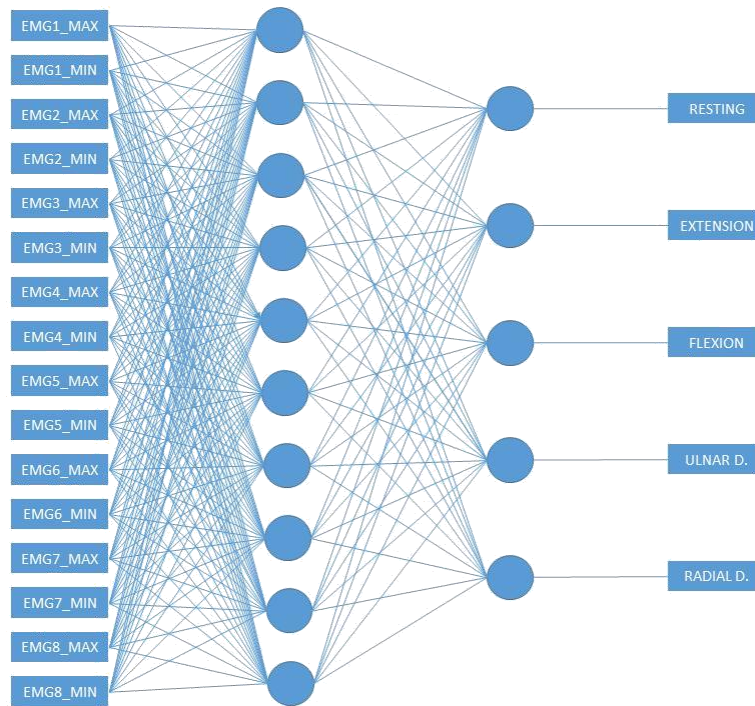 EMG1_MAX
EMG1_MIN
EMG2_MAX
EMG2_MIN
EMG3_MAX
EMG3_MIN
EMG4_MAX
EMG4_MIN
EMG5_MAX
EMG5_MIN
EMG6_MAX
EMG6_MIN
EMG7_MAX
EMG7_MIN
EMG8_MAX
EMG8_MIN
RESTING
EXTENSION
FLEXION
ULNAR D.
RADIAL D.